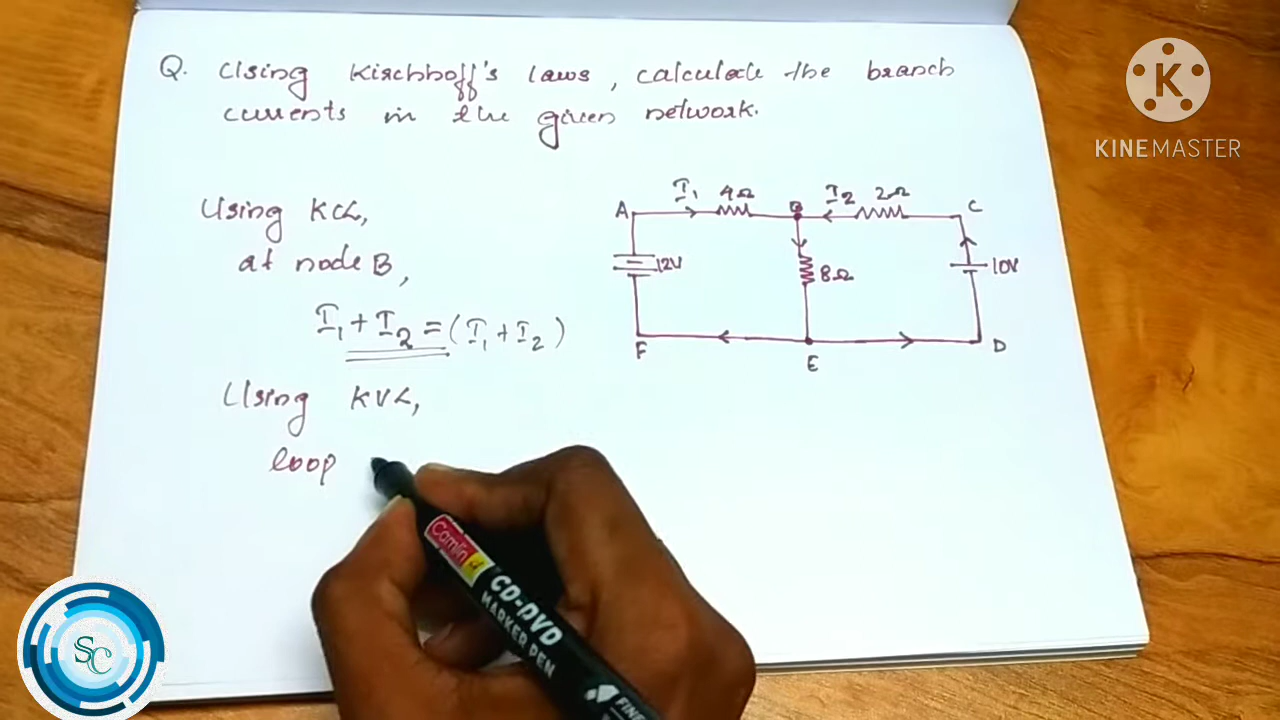 Q. Using Kirchhoff's laws, calculate the branch
currents in the given network.
KINEMASTER
Using KCL,
at node B,
I₁ + I₂ = (I₁ + I₂)
Using KVL,
loop
A I₁ 4Ω B I₂ 2Ω C
12V 8Ω 10V
F E D
Camlin
CD-DVD
MARKER PEN
SC